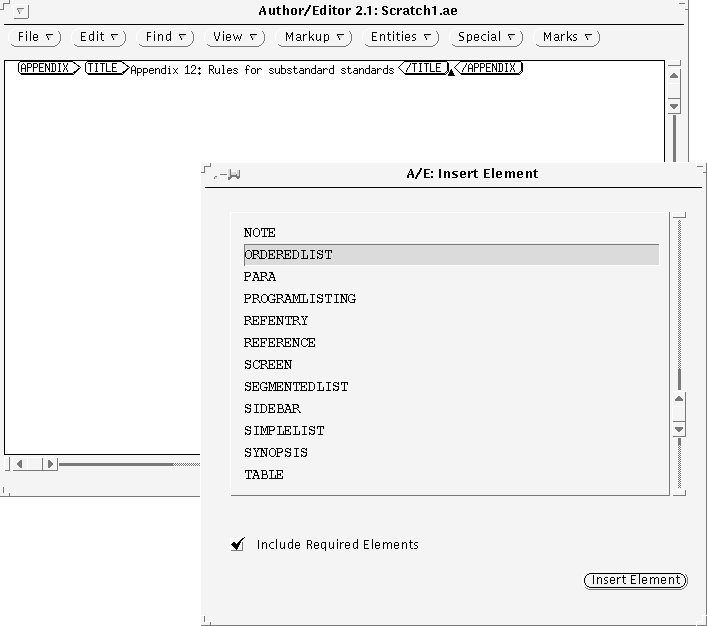 Author/Editor 2.1: Scratch1.ae
File Edit Find View Markup Entities Special Marks
APPENDIX TITLE Appendix 12: Rules for substandard standards /TITLE /APPENDIX
A/E: Insert Element
NOTE
ORDEREDLIST
PARA
PROGRAMLISTING
REFENTRY
REFERENCE
SCREEN
SEGMENTEDLIST
SIDEBAR
SIMPLELIST
SYNOPSIS
TABLE
Include Required Elements
Insert Element